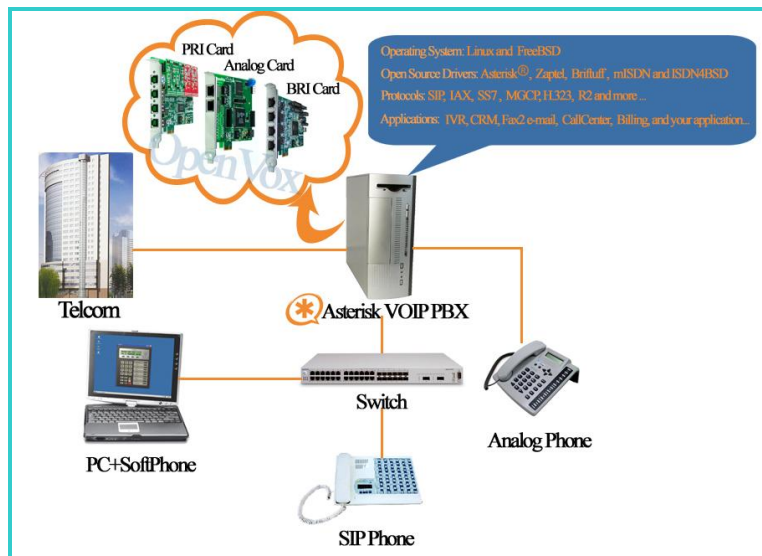 PRI Card
Analog Card
BRI Card
OpenVox
Operating System: Linux and FreeBSD
Open Source Drivers: Asterisk®, Zaptel, Brifluff, mISDN and ISDN4BSD
Protocols: SIP, IAX, SS7, MGCP, H.323, R2 and more ...
Applications: IVR, CRM, Fax2 e-mail, CallCenter, Billing, and your application...
Telcom
Asterisk VOIP PBX
Switch
PC+SoftPhone
Analog Phone
SIP Phone